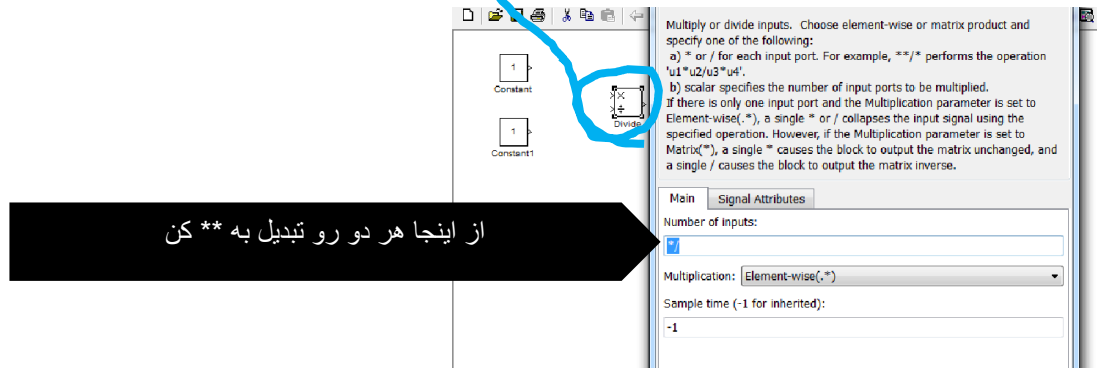 Multiply or divide inputs. Choose element-wise or matrix product and
specify one of the following:
a) * or / for each input port. For example, **/* performs the operation
'u1*u2/u3*u4'.
b) scalar specifies the number of input ports to be multiplied.
If there is only one input port and the Multiplication parameter is set to
Element-wise(.*), a single * or / collapses the input signal using the
specified operation. However, if the Multiplication parameter is set to
Matrix(*), a single * causes the block to output the matrix unchanged, and
a single / causes the block to output the matrix inverse.
1
Constant
× ÷
Divide
1
Constant1
Main Signal Attributes
Number of inputs:
*/
Multiplication: Element-wise(.*)
Sample time (-1 for inherited):
-1
از اینجا هر دو رو تبدیل به ** کن